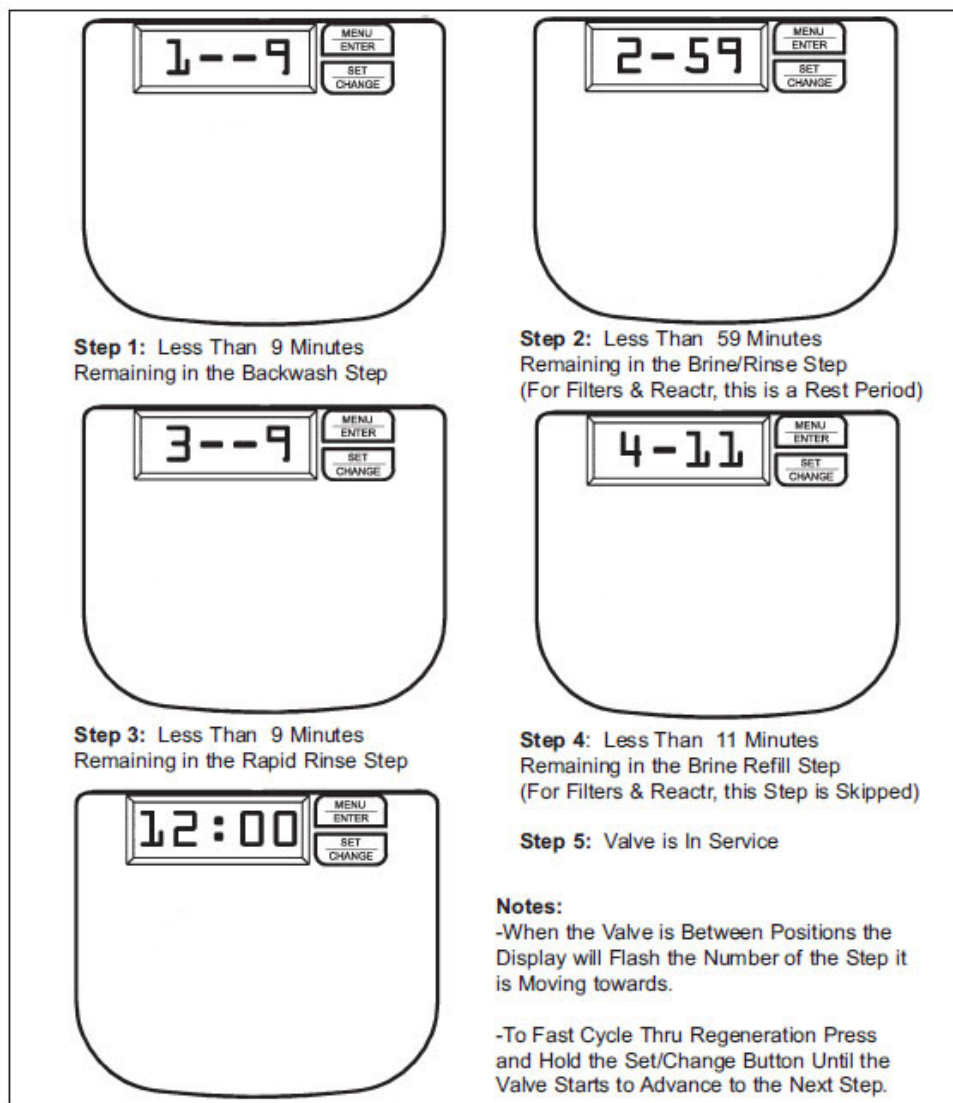 1--9
MENU
ENTER
SET
CHANGE
Step 1: Less Than 9 Minutes
Remaining in the Backwash Step
2-59
MENU
ENTER
SET
CHANGE
Step 2: Less Than 59 Minutes
Remaining in the Brine/Rinse Step
(For Filters & Reactr, this is a Rest Period)
3--9
MENU
ENTER
SET
CHANGE
Step 3: Less Than 9 Minutes
Remaining in the Rapid Rinse Step
4-11
MENU
ENTER
SET
CHANGE
Step 4: Less Than 11 Minutes
Remaining in the Brine Refill Step
(For Filters & Reactr, this Step is Skipped)
12:00
MENU
ENTER
SET
CHANGE
Step 5: Valve is In Service
Notes:
-When the Valve is Between Positions the
Display will Flash the Number of the Step it
is Moving towards.
-To Fast Cycle Thru Regeneration Press
and Hold the Set/Change Button Until the
Valve Starts to Advance to the Next Step.